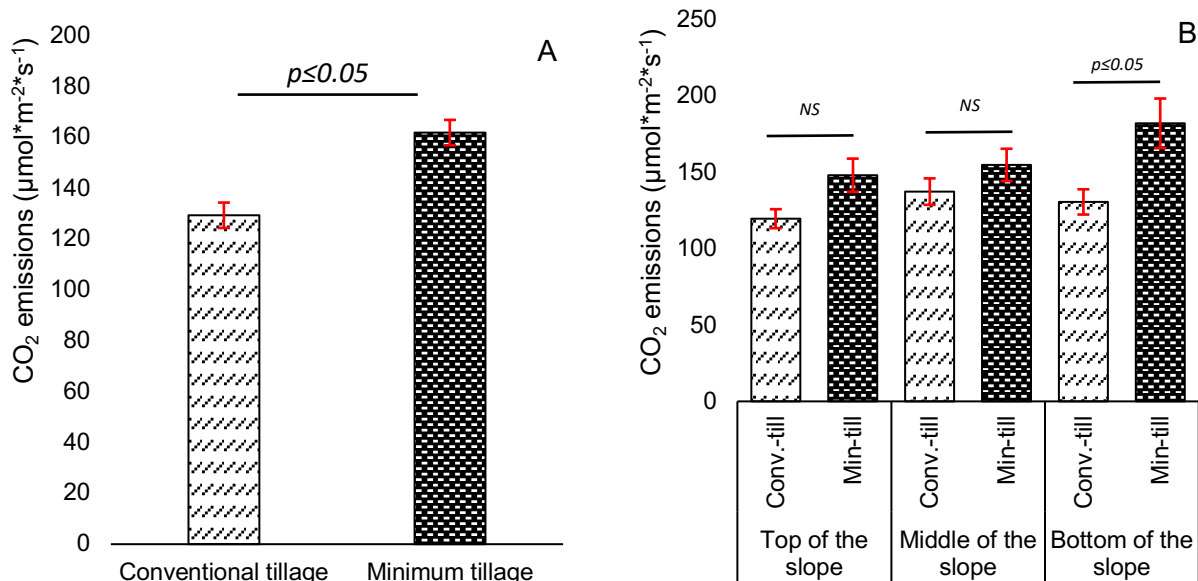 A
CO₂ emissions (µmol*m⁻²*s⁻¹)
200
180
160
140
120
100
80
60
40
20
0
p≤0.05
Conventional tillage
Minimum tillage
B
CO₂ emissions (µmol*m⁻²*s⁻¹)
250
200
150
100
50
0
NS
NS
p≤0.05
Conv.-till
Min-till
Conv.-till
Min-till
Conv.-till
Min-till
Top of the
slope
Middle of the
slope
Bottom of the
slope